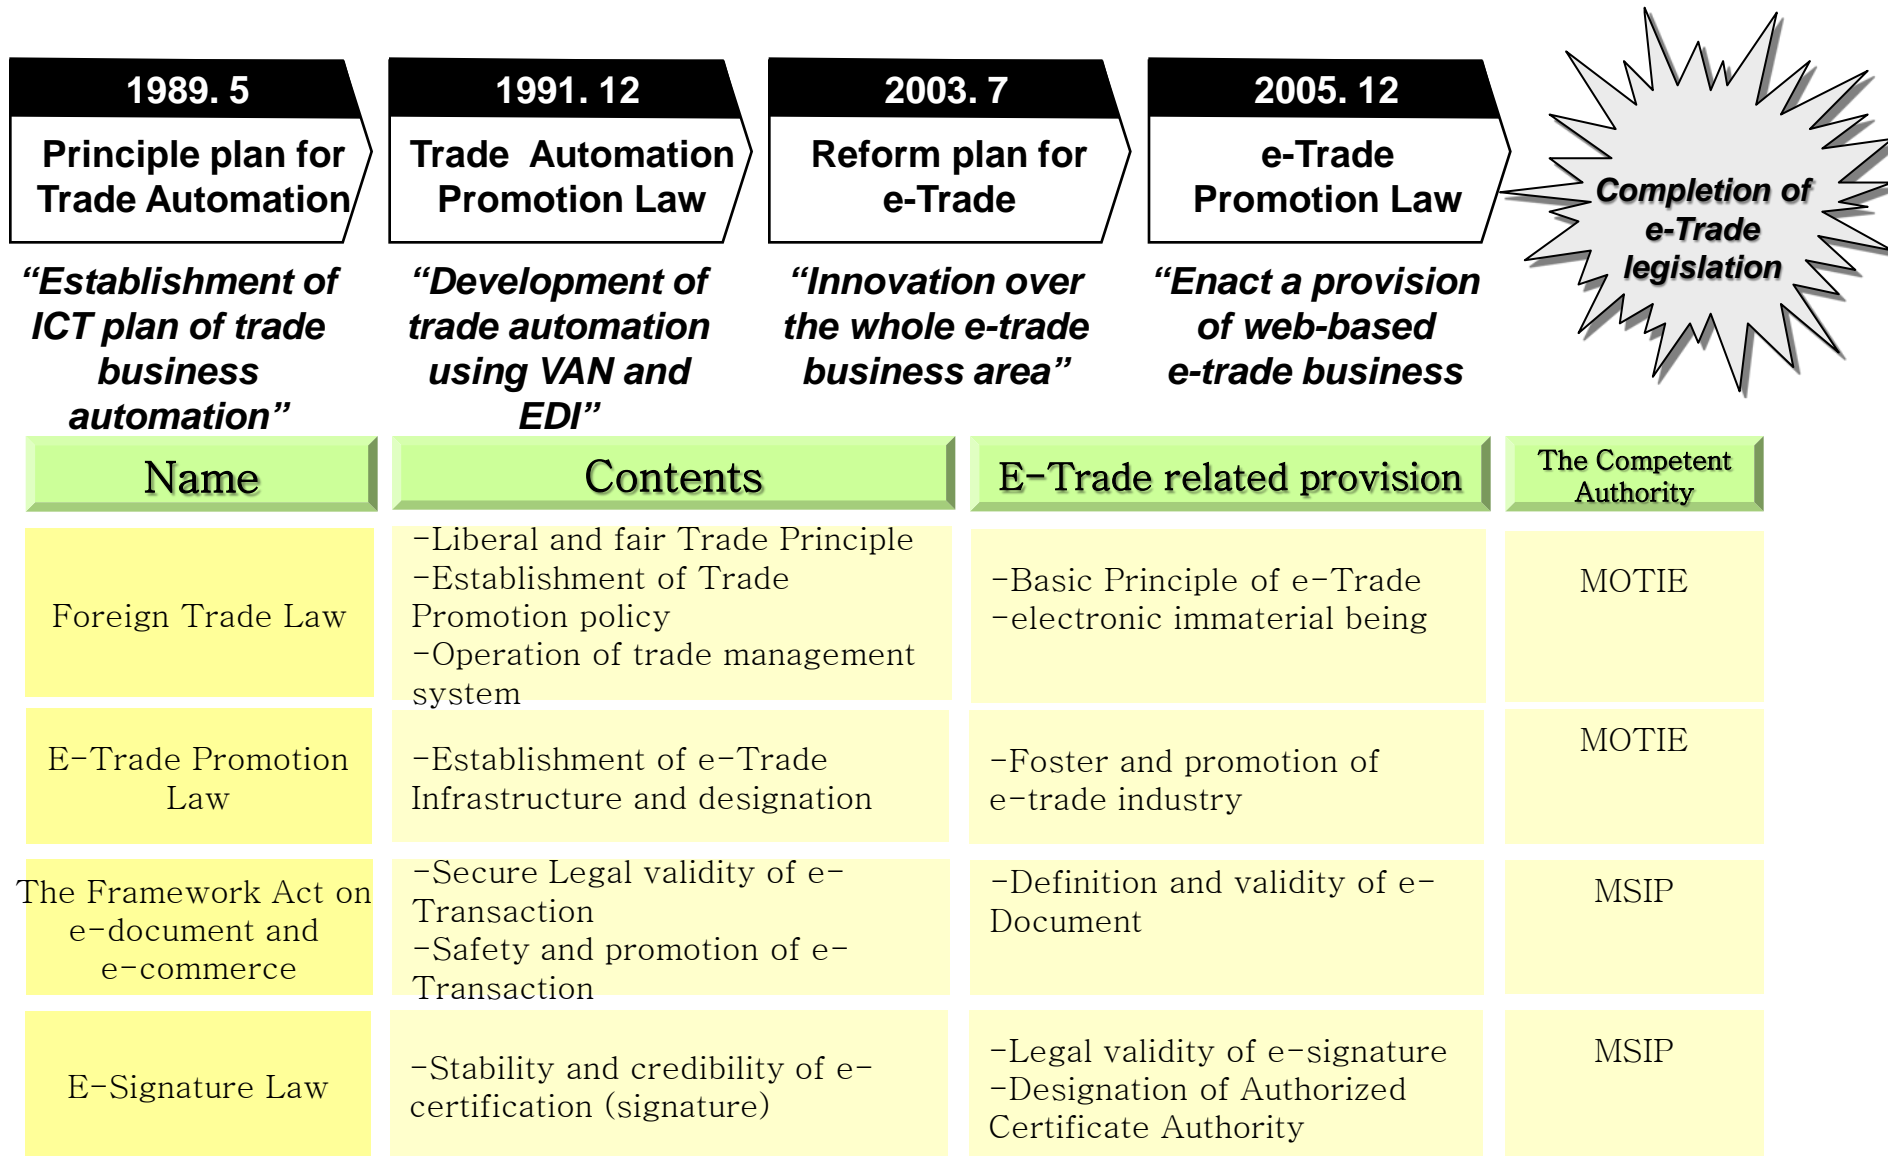 1989. 5
Principle plan for
Trade Automation
“Establishment of
ICT plan of trade
business
automation”
1991. 12
Trade Automation
Promotion Law
“Development of
trade automation
using VAN and
EDI”
2003. 7
Reform plan for
e-Trade
“Innovation over
the whole e-trade
business area”
2005. 12
e-Trade
Promotion Law
“Enact a provision
of web-based
e-trade business
Completion of
e-Trade
legislation
Name
Contents
E-Trade related provision
The Competent
Authority
Foreign Trade Law
-Liberal and fair Trade Principle
-Establishment of Trade
Promotion policy
-Operation of trade management
system
-Basic Principle of e-Trade
-electronic immaterial being
MOTIE
E-Trade Promotion
Law
-Establishment of e-Trade
Infrastructure and designation
-Foster and promotion of
e-trade industry
MOTIE
The Framework Act on
e-document and
e-commerce
-Secure Legal validity of e-
Transaction
-Safety and promotion of e-
Transaction
-Definition and validity of e-
Document
MSIP
E-Signature Law
-Stability and credibility of e-
certification (signature)
-Legal validity of e-signature
-Designation of Authorized
Certificate Authority
MSIP